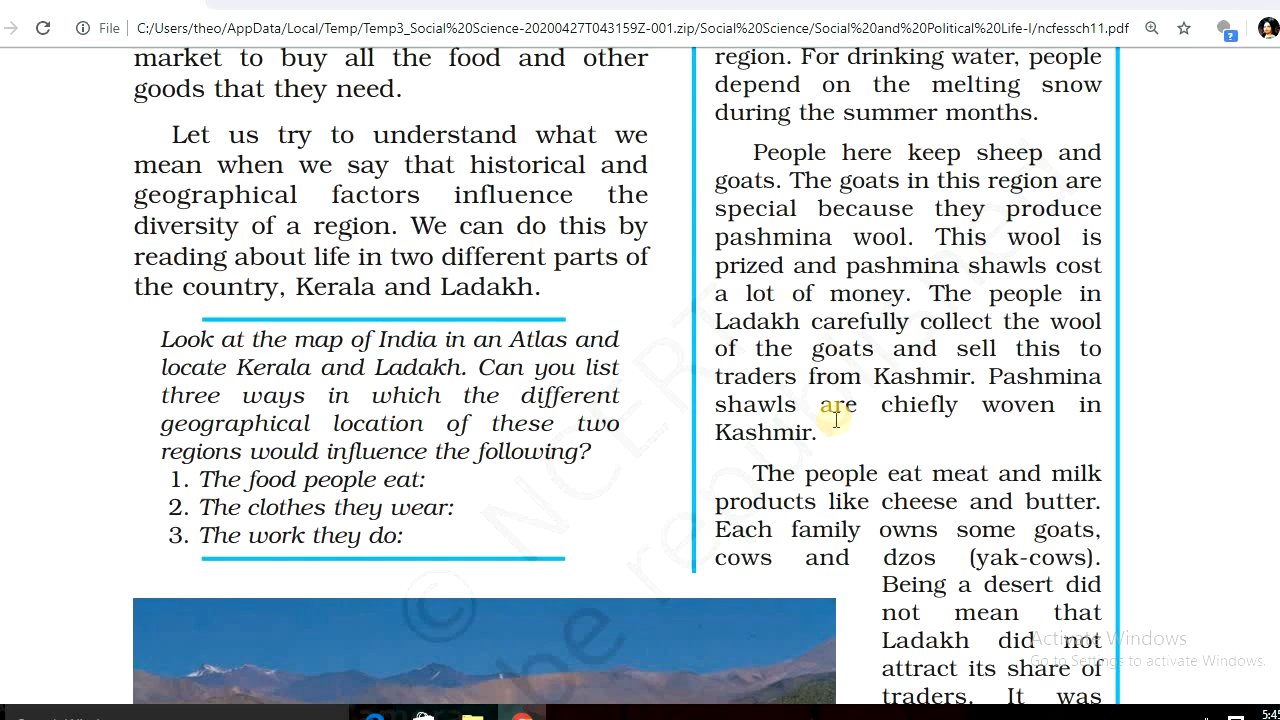 File
C:/Users/theo/AppData/Local/Temp/Temp3_Social%20Science-20200427T043159Z-001.zip/Social%20Science/Social%20and%20Political%20Life-I/ncfessch11.pdf
market to buy all the food and other
goods that they need.
Let us try to understand what we
mean when we say that historical and
geographical factors influence the
diversity of a region. We can do this by
reading about life in two different parts of
the country, Kerala and Ladakh.
Look at the map of India in an Atlas and
locate Kerala and Ladakh. Can you list
three ways in which the different
geographical location of these two
regions would influence the following?
1. The food people eat:
2. The clothes they wear:
3. The work they do:
region. For drinking water, people
depend on the melting snow
during the summer months.
People here keep sheep and
goats. The goats in this region are
special because they produce
pashmina wool. This wool is
prized and pashmina shawls cost
a lot of money. The people in
Ladakh carefully collect the wool
of the goats and sell this to
traders from Kashmir. Pashmina
shawls are chiefly woven in
Kashmir.
The people eat meat and milk
products like cheese and butter.
Each family owns some goats,
cows and dzos (yak-cows).
Being a desert did
not mean that
Ladakh did not
attract its share of
traders. It was
© NCERT
be republished
Activate Windows
Go to Settings to activate Windows.